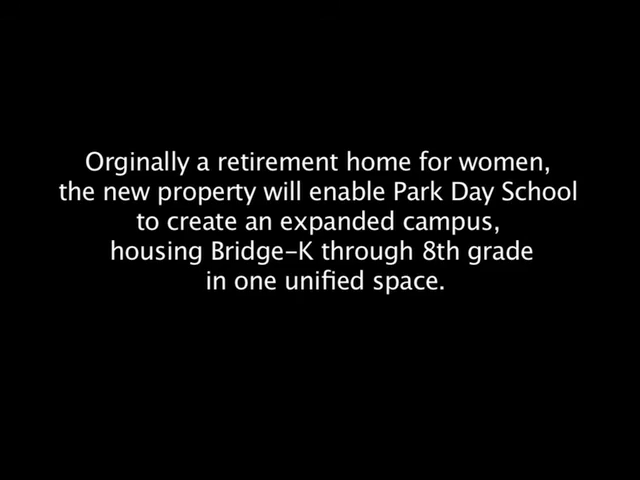 Orginally a retirement home for women,
the new property will enable Park Day School
to create an expanded campus,
housing Bridge-K through 8th grade
in one unified space.